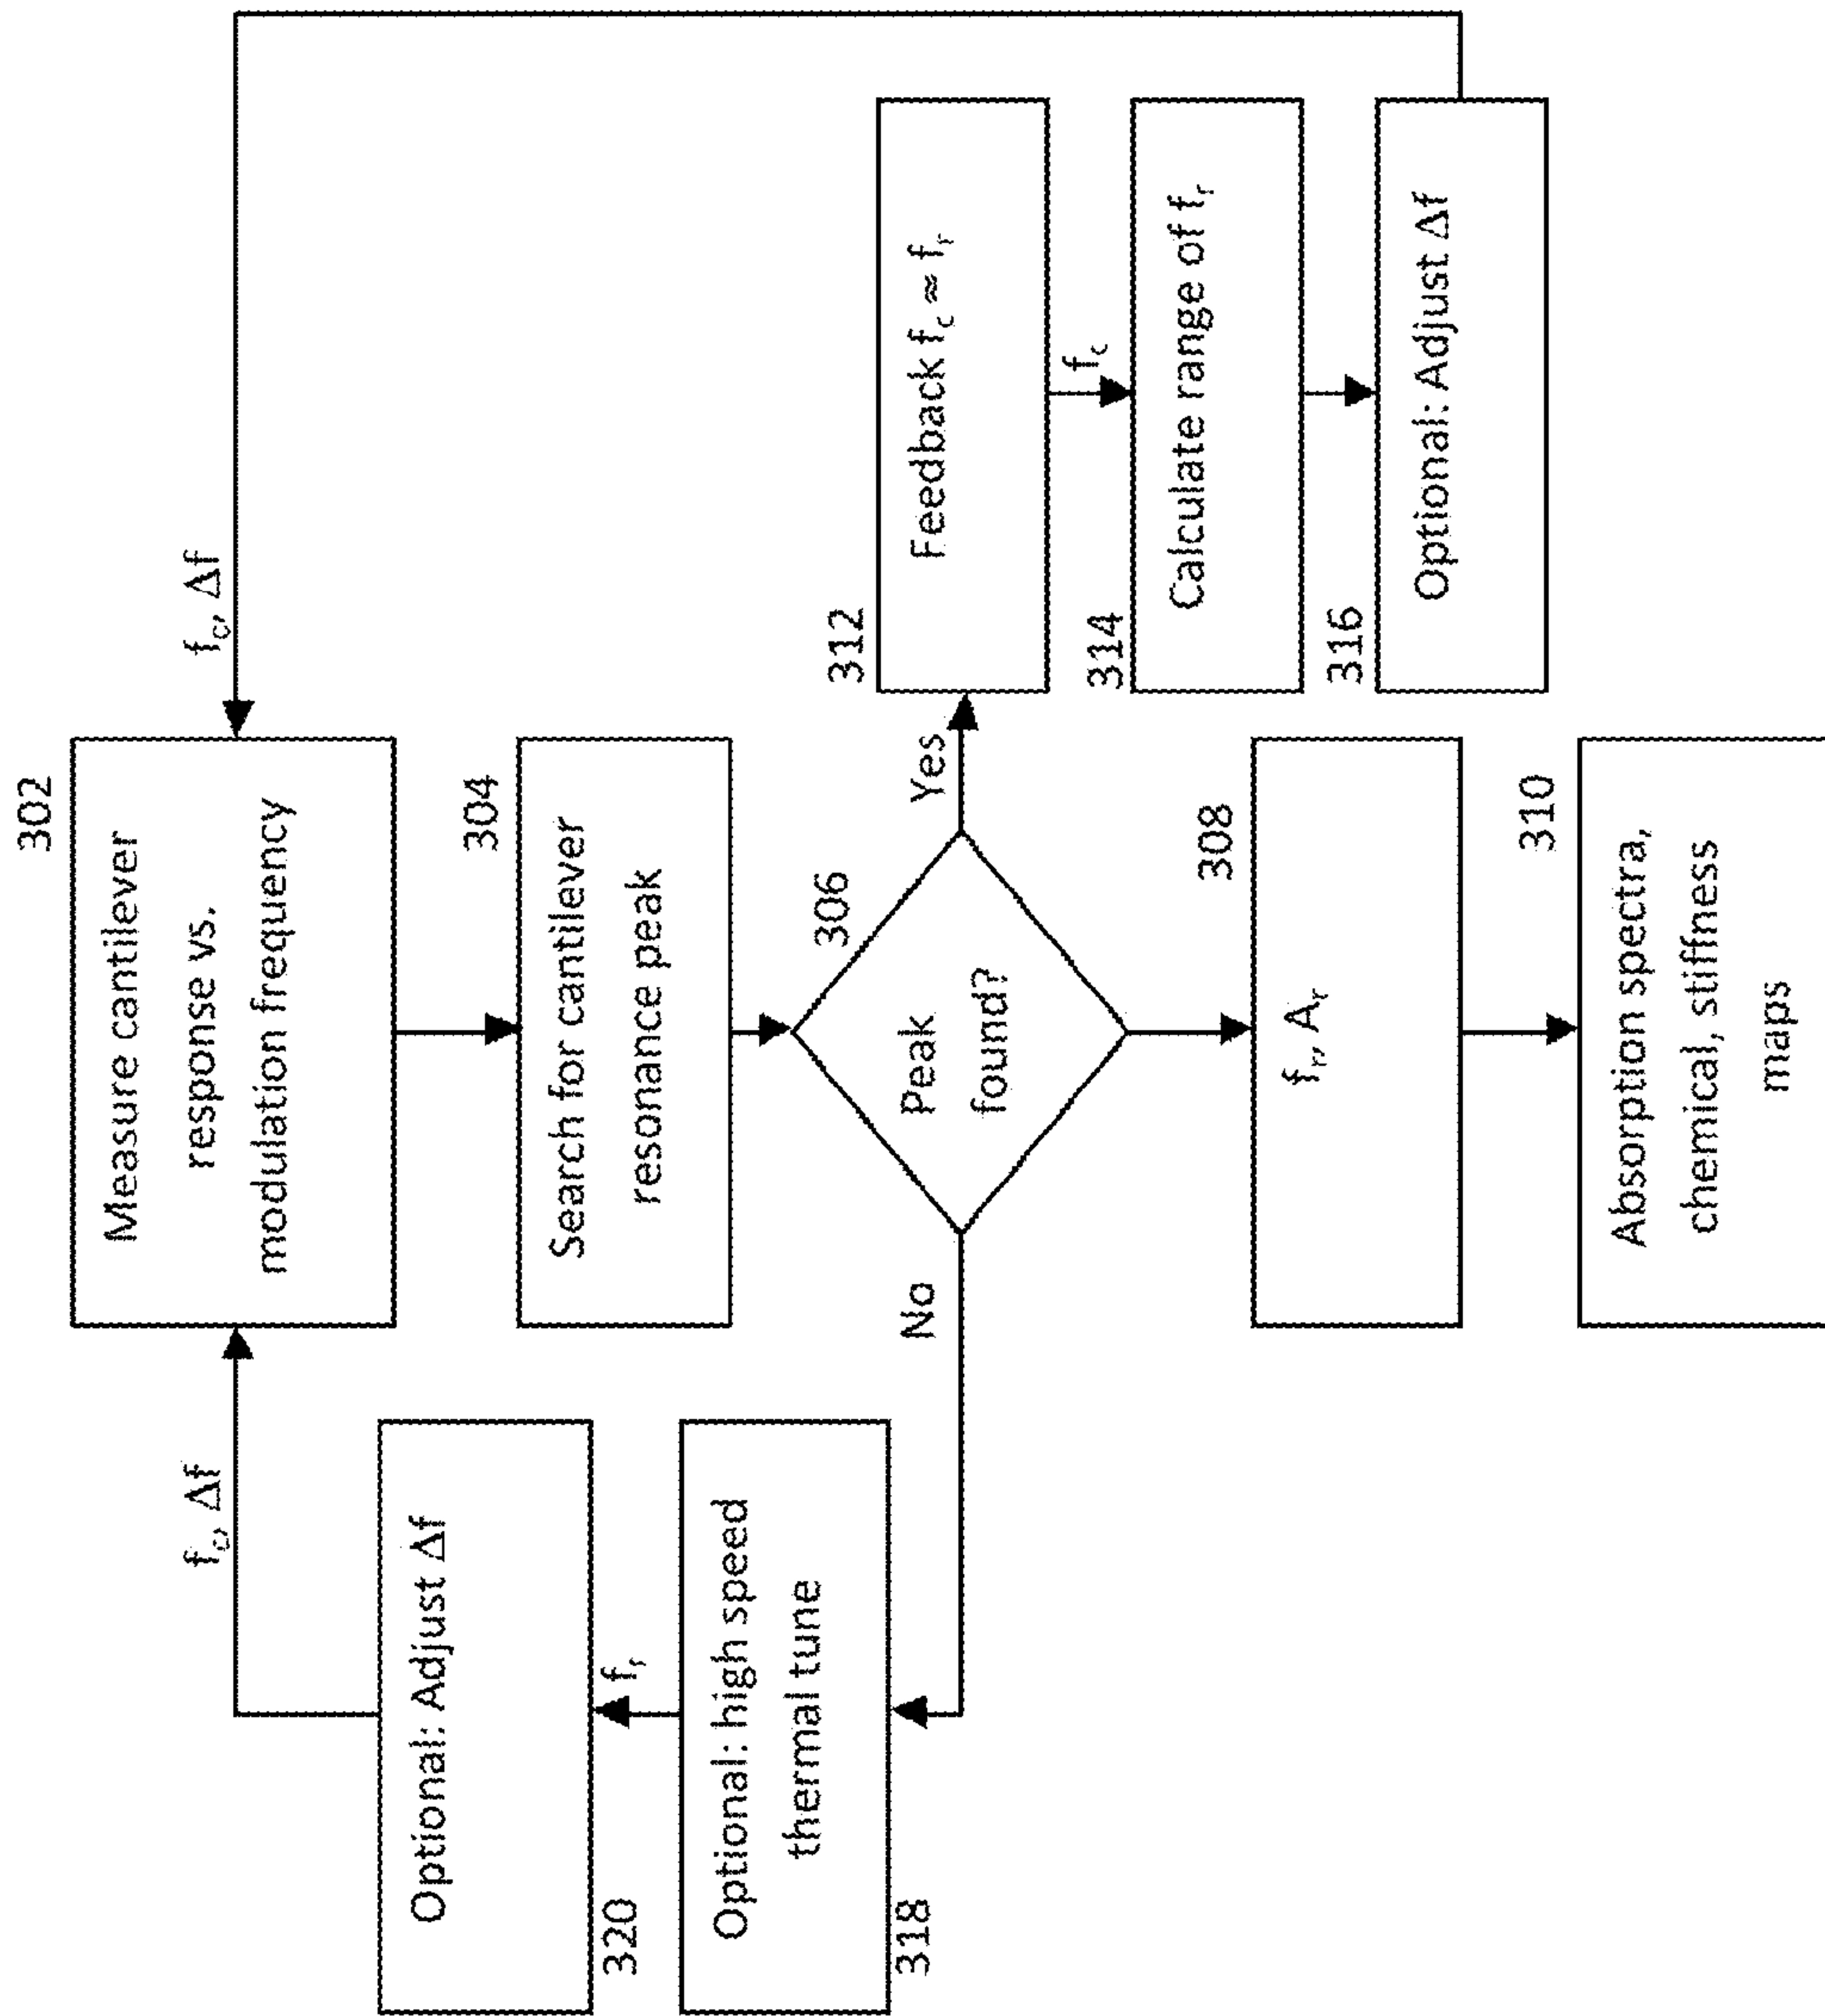 302
Measure cantilever
response vs.
modulation frequency
f_c, Δf
f_c, Δf
304
Search for cantilever
resonance peak
306
Peak
found?
Yes
No
312
Feedback f_c ≈ f_r
f_c
314
Calculate range of f_r
316
Optional: Adjust Δf
308
f_r, A_r
310
Absorption spectra,
chemical, stiffness
maps
Optional: Adjust Δf
320
f_r
Optional: high speed
thermal tune
318